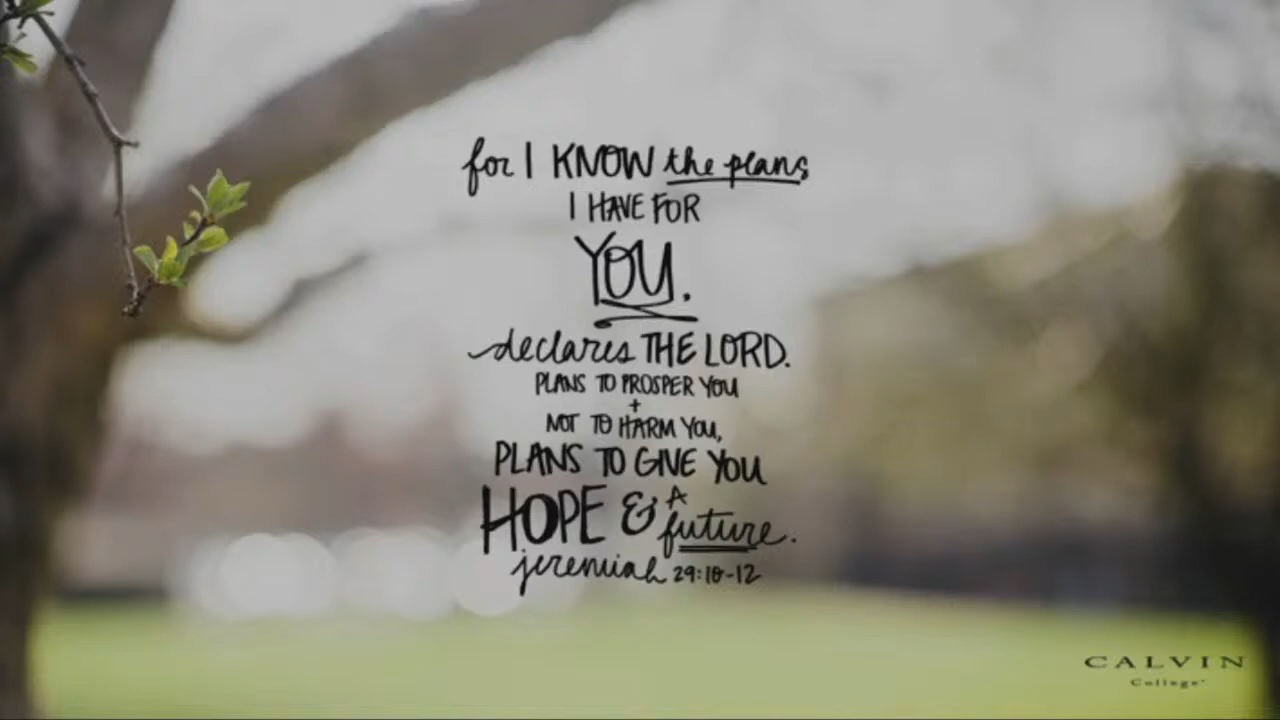 for I KNOW the plans
I HAVE FOR
YOU.
declares THE LORD.
PLANS TO PROSPER YOU
+
NOT TO HARM YOU,
PLANS TO GIVE YOU
HOPE & A future.
jeremiah 29:10-12
CALVIN
College